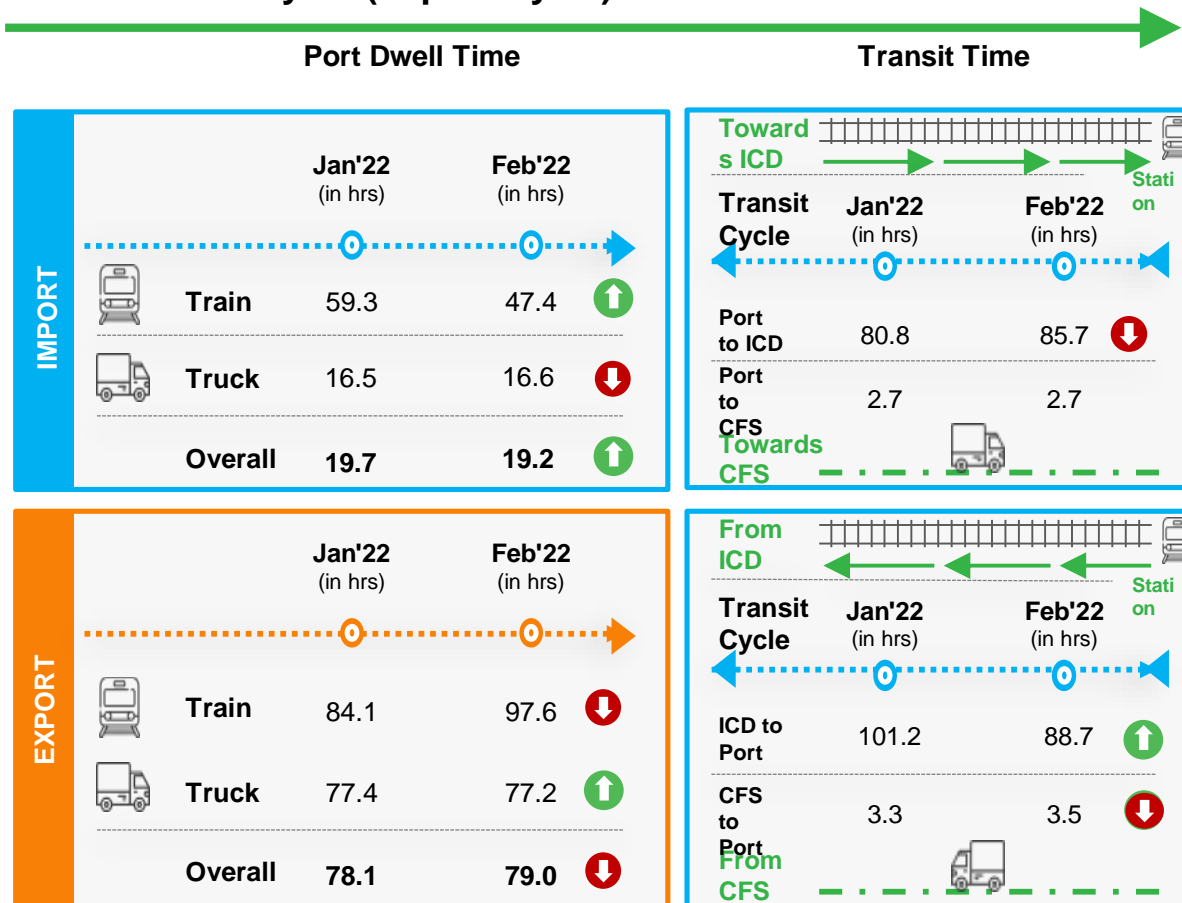 Port Dwell Time
Transit Time
IMPORT
Jan'22
Feb'22
(in hrs)
(in hrs)
Train 59.3 47.4
Truck 16.5 16.6
Overall 19.7 19.2
Toward
s ICD
Stati
on
Transit
Cycle
Jan'22
Feb'22
(in hrs)
(in hrs)
Port
to ICD
80.8 85.7
Port
to
CFS
2.7 2.7
Towards
CFS
EXPORT
Jan'22
Feb'22
(in hrs)
(in hrs)
Train 84.1 97.6
Truck 77.4 77.2
Overall 78.1 79.0
From
ICD
Stati
on
Transit
Cycle
Jan'22
Feb'22
(in hrs)
(in hrs)
ICD to
Port
101.2 88.7
CFS
to
Port
3.3 3.5
From
CFS